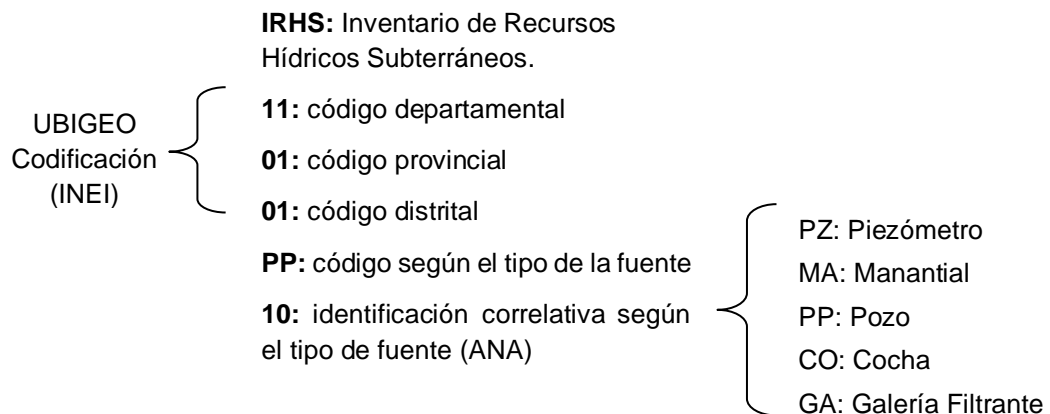 IRHS: Inventario de Recursos
Hídricos Subterráneos.
UBIGEO
Codificación
(INEI)
11: código departamental
01: código provincial
01: código distrital
PP: código según el tipo de la fuente
10: identificación correlativa según
el tipo de fuente (ANA)
PZ: Piezómetro
MA: Manantial
PP: Pozo
CO: Cocha
GA: Galería Filtrante